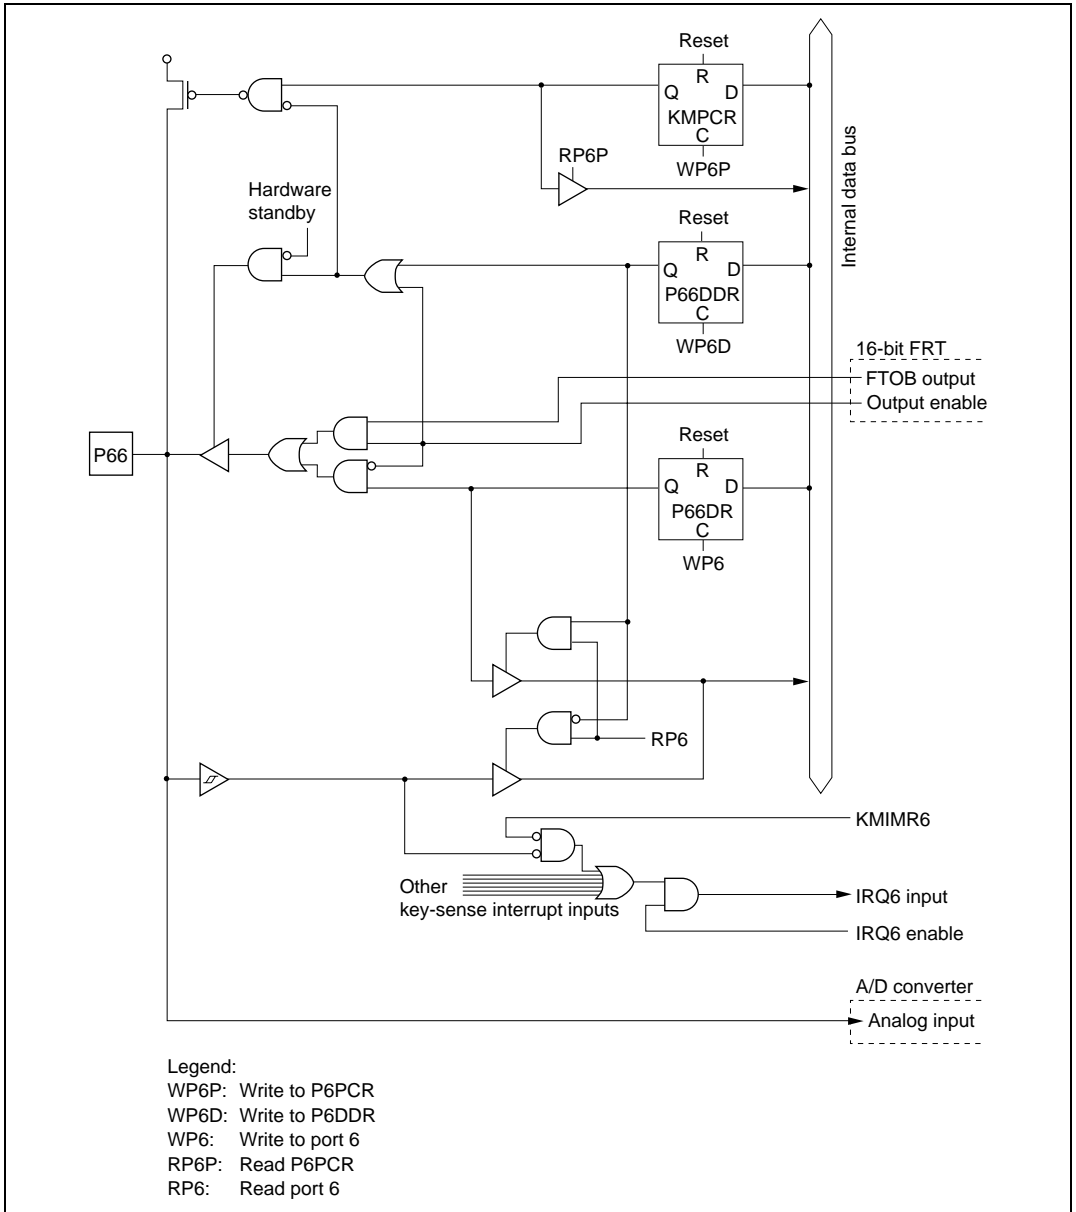 Reset
R
Q D
KMPCR
C
WP6P
RP6P
Hardware
standby
Internal data bus
Reset
R
Q D
P66DDR
C
WP6D
16-bit FRT
FTOB output
Output enable
P66
Reset
R
Q D
P66DR
C
WP6
RP6
KMIMR6
Other
key-sense interrupt inputs
IRQ6 input
IRQ6 enable
A/D converter
Analog input
Legend:
WP6P: Write to P6PCR
WP6D: Write to P6DDR
WP6: Write to port 6
RP6P: Read P6PCR
RP6: Read port 6